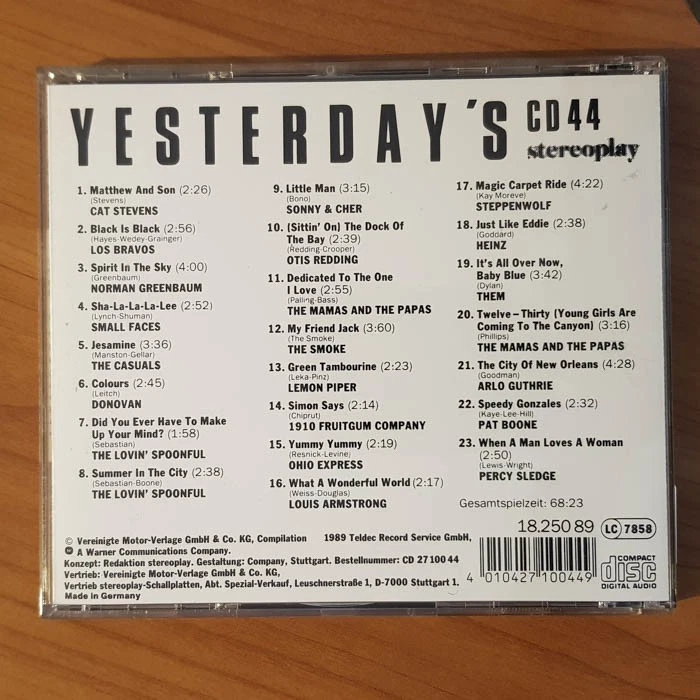 YESTERDAY'S CD 44
stereoplay
1. Matthew And Son (2:26)
(Stevens)
CAT STEVENS
2. Black Is Black (2:56)
(Hayes-Wedey-Grainger)
LOS BRAVOS
3. Spirit In The Sky (4:00)
(Greenbaum)
NORMAN GREENBAUM
4. Sha-La-La-La-Lee (2:52)
(Lynch-Shuman)
SMALL FACES
5. Jesamine (3:36)
(Manston-Gellar)
THE CASUALS
6. Colours (2:45)
(Leitch)
DONOVAN
7. Did You Ever Have To Make
Up Your Mind? (1:58)
(Sebastian)
THE LOVIN' SPOONFUL
8. Summer In The City (2:38)
(Sebastian-Boone)
THE LOVIN' SPOONFUL
9. Little Man (3:15)
(Bono)
SONNY & CHER
10. (Sittin' On) The Dock Of
The Bay (2:39)
(Redding-Crooper)
OTIS REDDING
11. Dedicated To The One
I Love (2:55)
(Pailing-Bass)
THE MAMAS AND THE PAPAS
12. My Friend Jack (3:60)
(The Smoke)
THE SMOKE
13. Green Tambourine (2:23)
(Leka-Pinz)
LEMON PIPER
14. Simon Says (2:14)
(Chiprut)
1910 FRUITGUM COMPANY
15. Yummy Yummy (2:19)
(Resnick-Levine)
OHIO EXPRESS
16. What A Wonderful World (2:17)
(Weiss-Douglas)
LOUIS ARMSTRONG
17. Magic Carpet Ride (4:22)
(Kay Moreve)
STEPPENWOLF
18. Just Like Eddie (2:38)
(Goddard)
HEINZ
19. It's All Over Now,
Baby Blue (3:42)
(Dylan)
THEM
20. Twelve-Thirty (Young Girls Are
Coming To The Canyon) (3:16)
(Phillips)
THE MAMAS AND THE PAPAS
21. The City Of New Orleans (4:28)
(Goodman)
ARLO GUTHRIE
22. Speedy Gonzales (2:32)
(Kaye-Lee-Hill)
PAT BOONE
23. When A Man Loves A Woman
(2:50)
(Lewis-Wright)
PERCY SLEDGE
Gesamtspielzeit: 68:23
18.250 89 LC 7858
© Vereinigte Motor-Verlage GmbH & Co. KG, Compilation 1989 Teldec Record Service GmbH,
A Warner Communications Company.
Konzept: Redaktion stereoplay. Gestaltung: Company, Stuttgart. Bestellnummer: CD 27 100 44
Vertrieb: Vereinigte Motor-Verlage GmbH & Co. KG,
Vertrieb stereoplay-Schallplatten, Abt. Spezial-Verkauf, Leuschnerstraße 1, D-7000 Stuttgart 1.
Made in Germany
4 010427 100449
COMPACT
disc
DIGITAL AUDIO